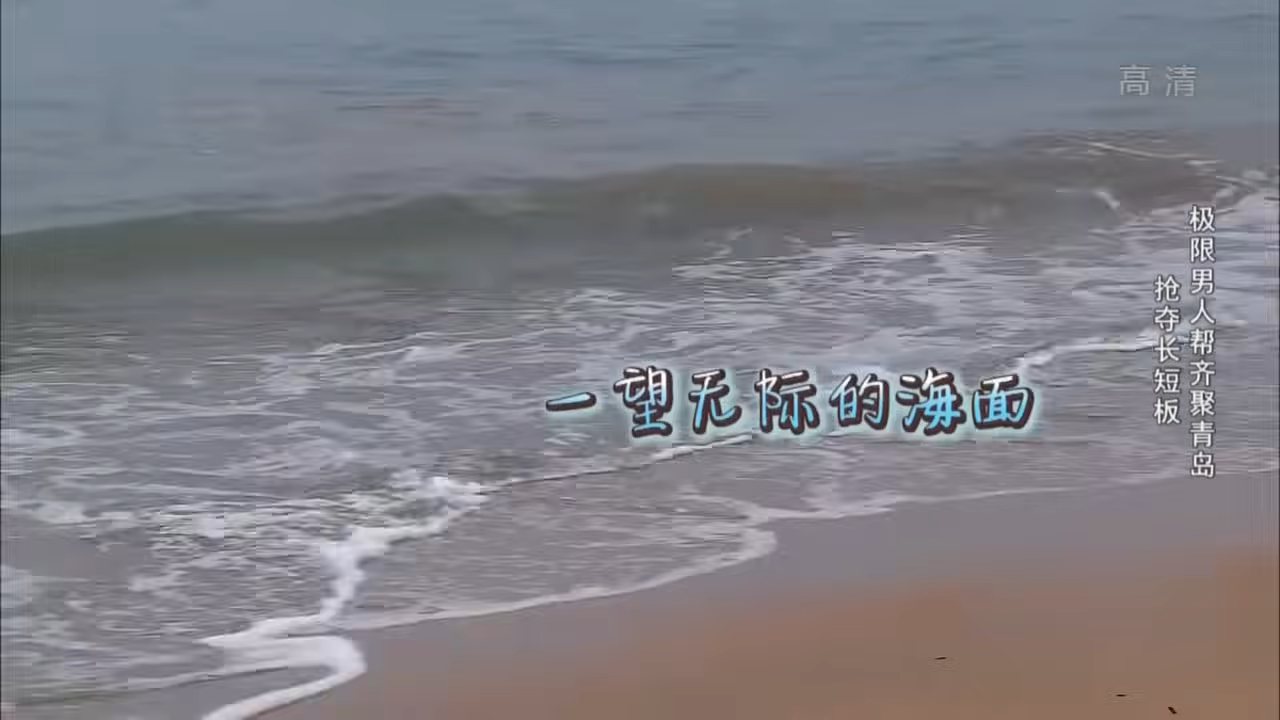 高清
极限男人帮齐聚青岛
抢夺长短板
一望无际的海面